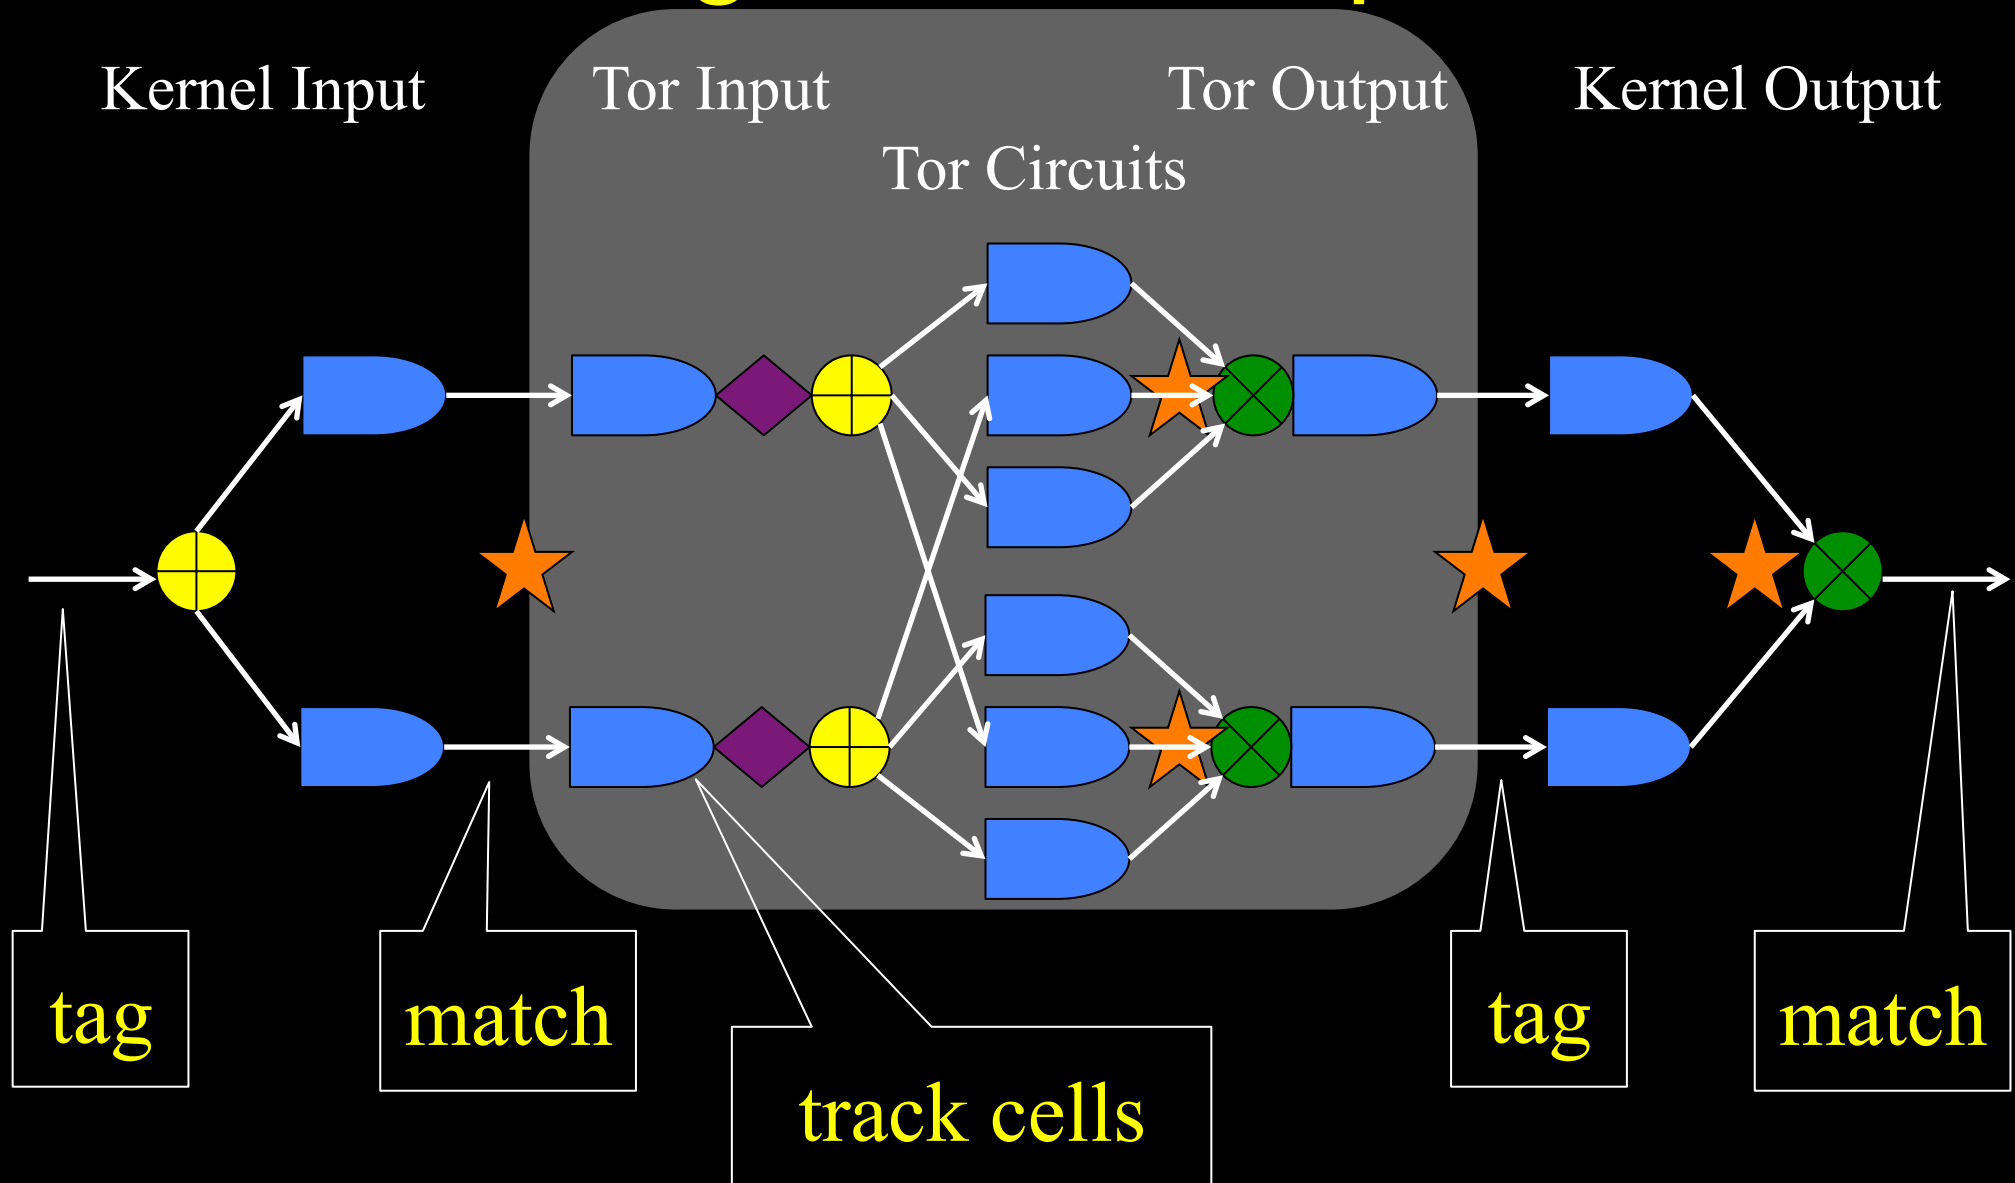 Kernel Input
Tor Input
Tor Output
Kernel Output
Tor Circuits
tag
match
track cells
tag
match